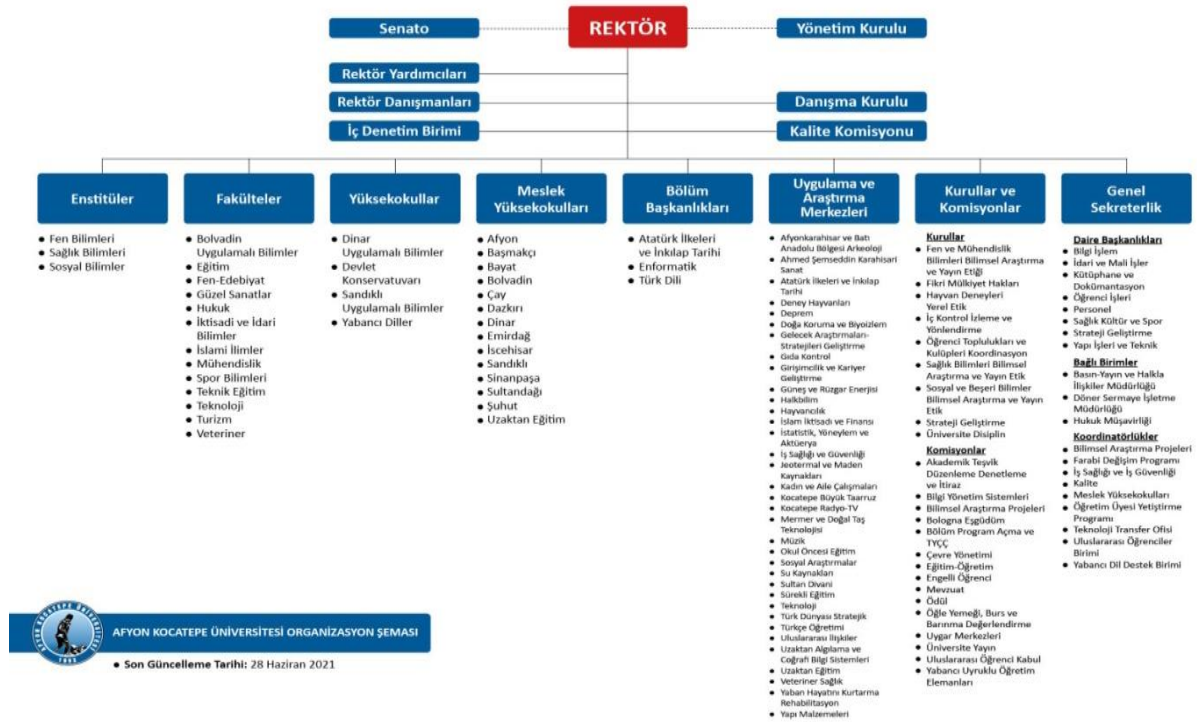 Senato
REKTÖR
Yönetim Kurulu
Rektör Yardımcıları
Rektör Danışmanları
Danışma Kurulu
İç Denetim Birimi
Kalite Komisyonu
Enstitüler
• Fen Bilimleri
• Sağlık Bilimleri
• Sosyal Bilimler
Fakülteler
• Bolvadin
Uygulamalı Bilimler
• Eğitim
• Fen-Edebiyat
• Güzel Sanatlar
• Hukuk
• İktisadi ve İdari
Bilimler
• İslami İlimler
• Mühendislik
• Spor Bilimleri
• Teknik Eğitim
• Teknoloji
• Turizm
• Veteriner
Yüksekokullar
• Dinar
Uygulamalı Bilimler
• Devlet
Konservatuvarı
• Sandıklı
Uygulamalı Bilimler
• Yabancı Diller
Meslek
Yüksekokulları
• Afyon
• Başmakçı
• Bayat
• Bolvadin
• Çay
• Dazkırı
• Dinar
• Emirdağ
• İscehisar
• Sandıklı
• Sinanpaşa
• Sultandağı
• Şuhut
• Uzaktan Eğitim
Bölüm
Başkanlıkları
• Atatürk İlkeleri
ve İnkılap Tarihi
• Enformatik
• Türk Dili
Uygulama ve
Araştırma
Merkezleri
• Afyonkarahisar ve Batı
Anadolu Bölgesi Arkeoloji
• Ahmed Şemseddin Karahisari
Sanat
• Atatürk İlkeleri ve İnkılap
Tarihi
• Deney Hayvanları
• Deprem
• Doğa Koruma ve Biyoizlem
• Gelecek Araştırmaları-
Stratejileri Geliştirme
• Gıda Kontrol
• Girişimcilik ve Kariyer
Geliştirme
• Güneş ve Rüzgar Enerjisi
• Halkbilim
• Hayvancılık
• İslam İktisadı ve Finansı
• İstatistik, Yöneylem ve
Aktüerya
• İş Sağlığı ve Güvenliği
• Jeotermal ve Maden
Kaynakları
• Kadın ve Aile Çalışmaları
• Kocatepe Büyük Taarruz
• Kocatepe Radyo-TV
• Mermer ve Doğal Taş
Teknolojisi
• Müzik
• Okul Öncesi Eğitim
• Sosyal Araştırmalar
• Su Kaynakları
• Sultan Divani
• Sürekli Eğitim
• Teknoloji
• Türk Dünyası Stratejik
• Türkçe Öğretimi
• Uluslararası İlişkiler
• Uzaktan Algılama ve
Coğrafi Bilgi Sistemleri
• Uzaktan Eğitim
• Veteriner Sağlık
• Yaban Hayatını Kurtarma
Rehabilitasyon
• Yapı Malzemeleri
Kurullar ve
Komisyonlar
Kurullar
• Fen ve Mühendislik
Bilimleri Bilimsel Araştırma
ve Yayın Etiği
• Fikri Mülkiyet Hakları
• Hayvan Deneyleri
Yerel Etik
• İç Kontrol İzleme ve
Yönlendirme
• Öğrenci Toplulukları ve
Kulüpleri Koordinasyon
• Sağlık Bilimleri Bilimsel
Araştırma ve Yayın Etik
• Sosyal ve Beşeri Bilimler
Bilimsel Araştırma ve Yayın
Etik
• Strateji Geliştirme
• Üniversite Disiplin
Komisyonlar
• Akademik Teşvik
Düzenleme Denetleme
ve İtiraz
• Bilgi Yönetim Sistemleri
• Bilimsel Araştırma Projeleri
• Bologna Eşgüdüm
• Bölüm Program Açma ve
TYÇÇ
• Çevre Yönetimi
• Eğitim-Öğretim
• Engelli Öğrenci
• Mevzuat
• Ödül
• Öğle Yemeği, Burs ve
Barınma Değerlendirme
• Uygar Merkezleri
• Üniversite Yayın
• Uluslararası Öğrenci Kabul
• Yabancı Uyruklu Öğretim
Elemanları
Genel
Sekreterlik
Daire Başkanlıkları
• Bilgi İşlem
• İdari ve Mali İşler
• Kütüphane ve
Dokümantasyon
• Öğrenci İşleri
• Personel
• Sağlık Kültür ve Spor
• Strateji Geliştirme
• Yapı İşleri ve Teknik
Bağlı Birimler
• Basın-Yayın ve Halkla
İlişkiler Müdürlüğü
• Döner Sermaye İşletme
Müdürlüğü
• Hukuk Müşavirliği
Koordinatörlükler
• Bilimsel Araştırma Projeleri
• Farabi Değişim Programı
• İş Sağlığı ve İş Güvenliği
• Kalite
• Meslek Yüksekokulları
• Öğretim Üyesi Yetiştirme
Programı
• Teknoloji Transfer Ofisi
• Uluslararası Öğrenciler
Birimi
• Yabancı Dil Destek Birimi
AFYON KOCATEPE ÜNİVERSİTESİ
1992
AFYON KOCATEPE ÜNİVERSİTESİ ORGANİZASYON ŞEMASI
• Son Güncelleme Tarihi: 28 Haziran 2021